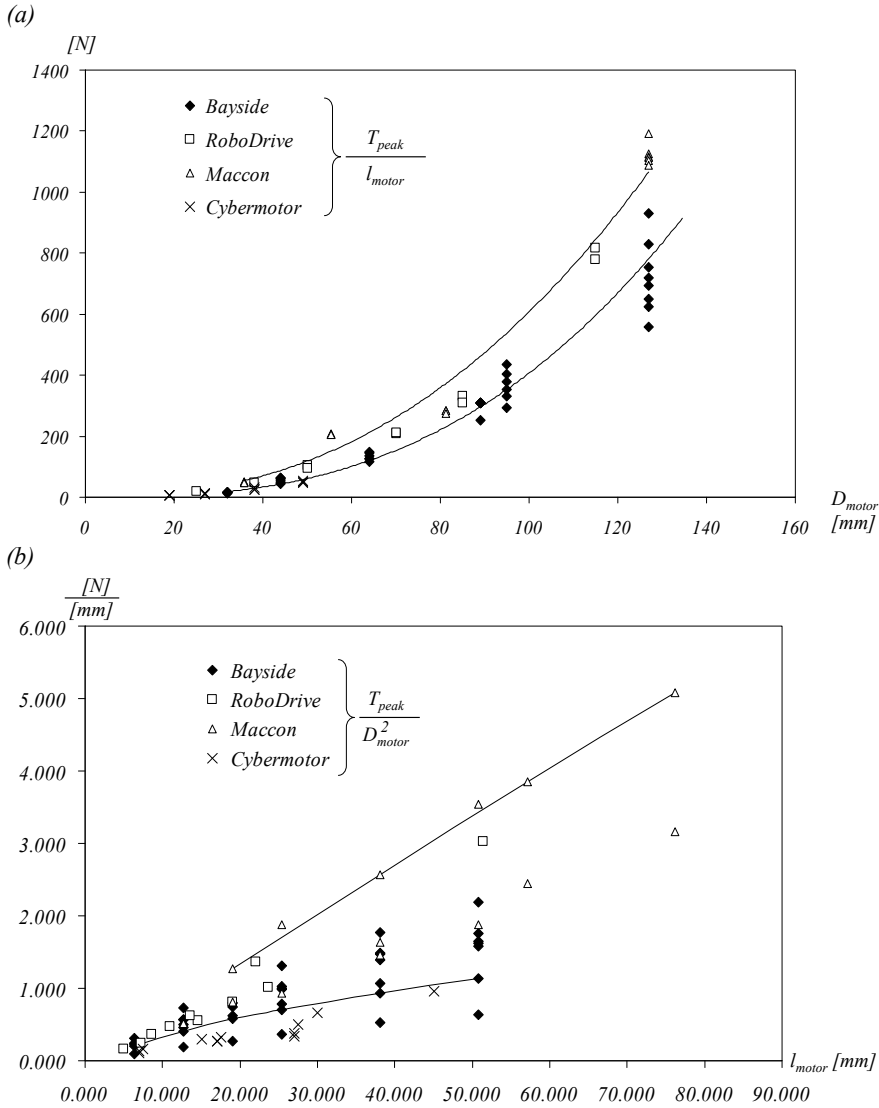 (a)
[N]
1400
1200
1000
800
600
400
200
0
Bayside
RoboDrive
Maccon
Cybermotor
T_peak
l_motor
0 20 40 60 80 100 120 140 160
D_motor
[mm]
(b)
[N]
[mm]
6.000
5.000
4.000
3.000
2.000
1.000
0.000
Bayside
RoboDrive
Maccon
Cybermotor
T_peak
D²_motor
0.000 10.000 20.000 30.000 40.000 50.000 60.000 70.000 80.000 90.000
l_motor [mm]